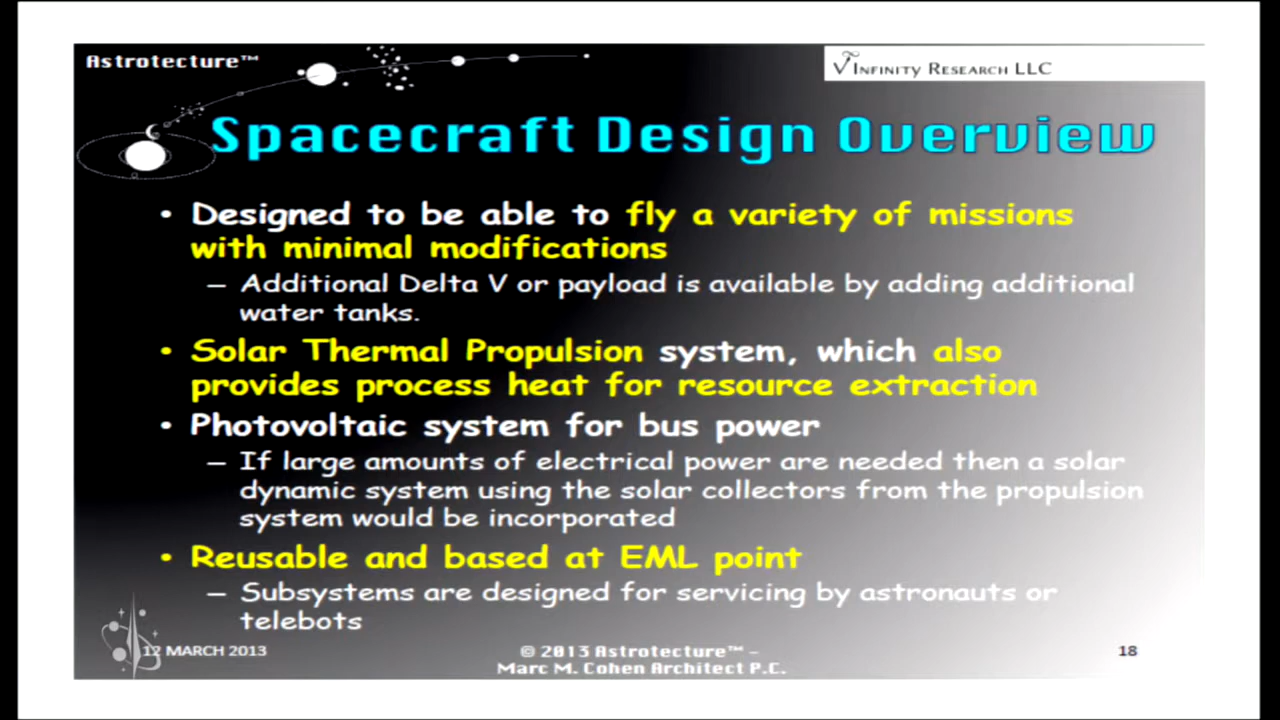 Astrotecture™
V INFINITY RESEARCH LLC
Spacecraft Design Overview
• Designed to be able to fly a variety of missions
with minimal modifications
– Additional Delta V or payload is available by adding additional
water tanks.
• Solar Thermal Propulsion system, which also
provides process heat for resource extraction
• Photovoltaic system for bus power
– If large amounts of electrical power are needed then a solar
dynamic system using the solar collectors from the propulsion
system would be incorporated
• Reusable and based at EML point
– Subsystems are designed for servicing by astronauts or
telebots
12 MARCH 2013
© 2013 Astrotecture™ –
Marc M. Cohen Architect P.C.
18